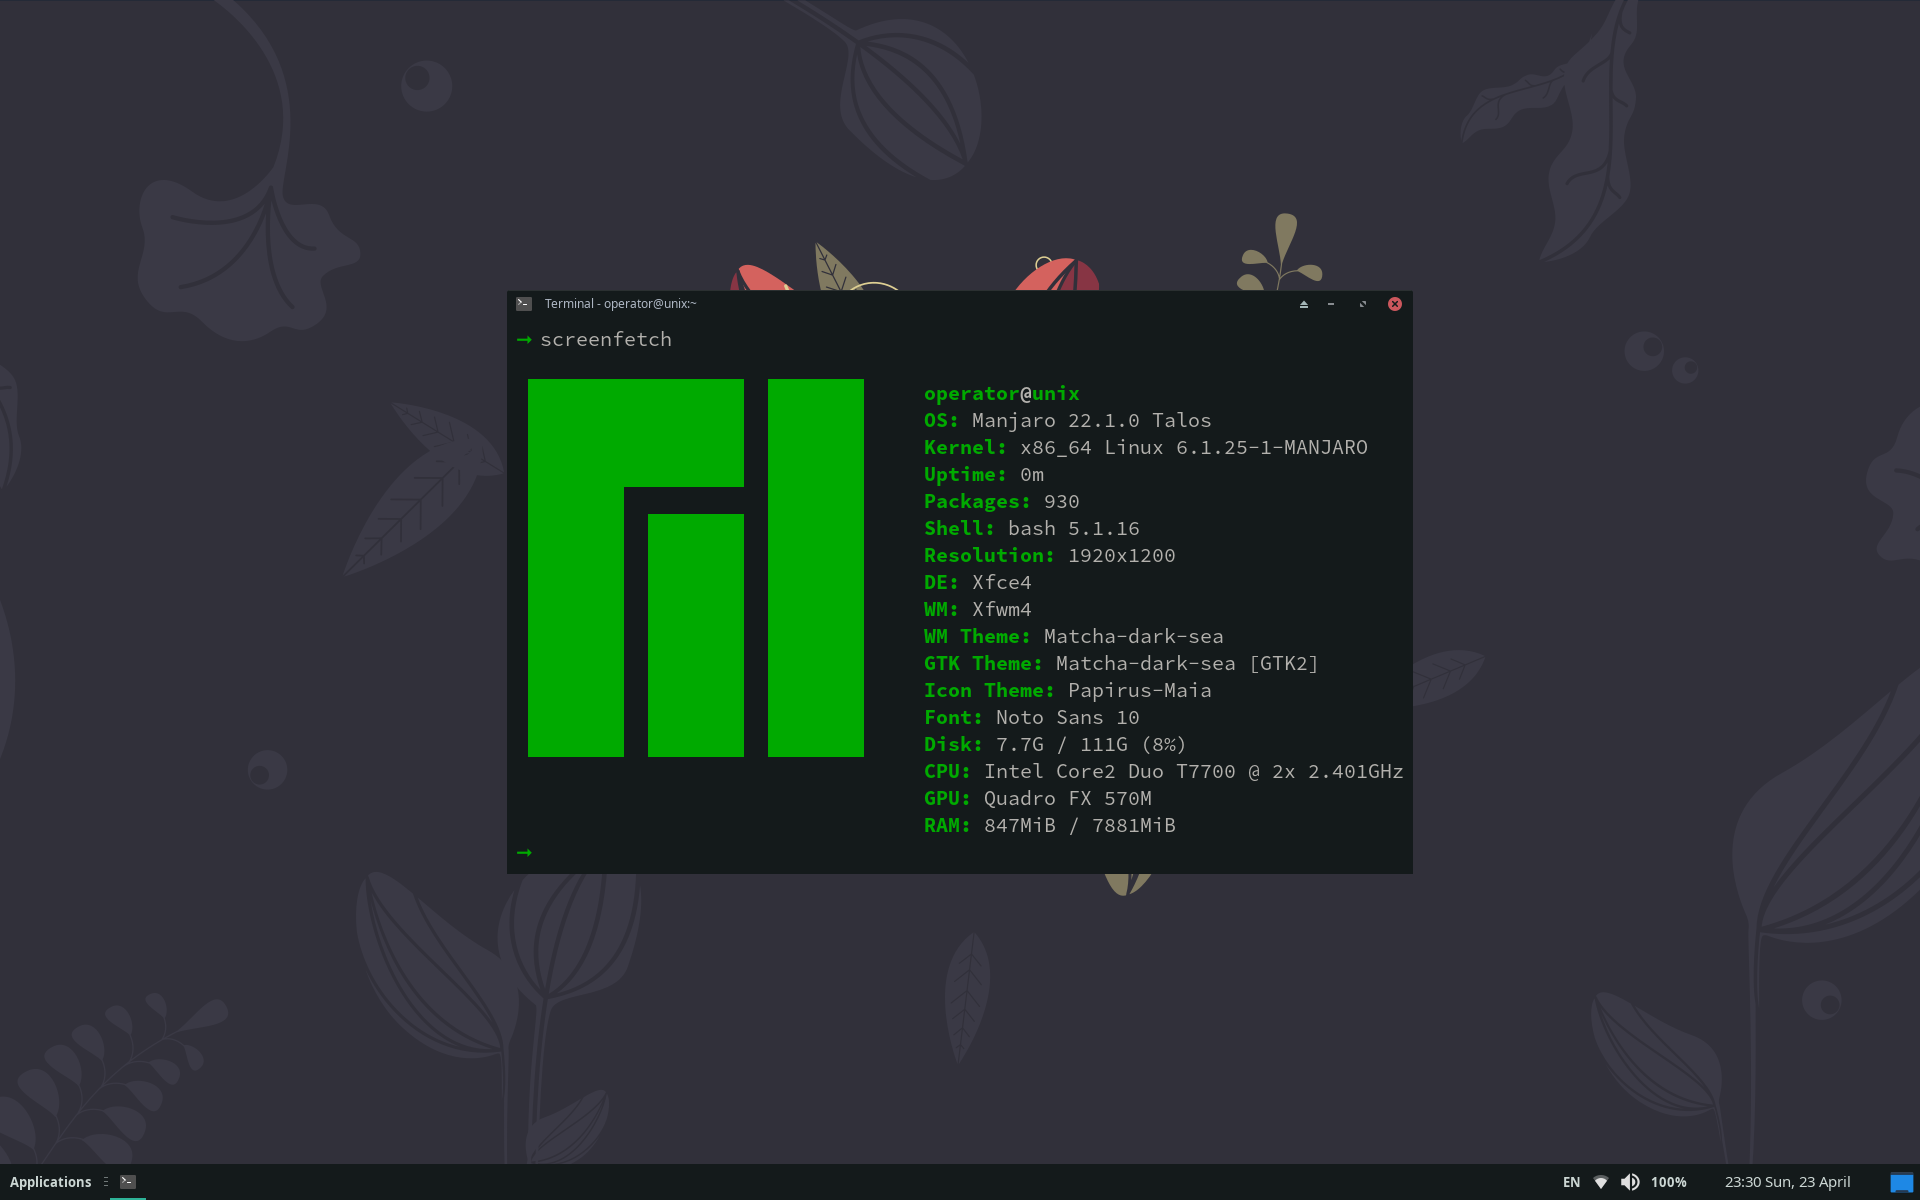 Terminal - operator@unix:~
→ screenfetch
operator@unix
OS: Manjaro 22.1.0 Talos
Kernel: x86_64 Linux 6.1.25-1-MANJARO
Uptime: 0m
Packages: 930
Shell: bash 5.1.16
Resolution: 1920x1200
DE: Xfce4
WM: Xfwm4
WM Theme: Matcha-dark-sea
GTK Theme: Matcha-dark-sea [GTK2]
Icon Theme: Papirus-Maia
Font: Noto Sans 10
Disk: 7.7G / 111G (8%)
CPU: Intel Core2 Duo T7700 @ 2x 2.401GHz
GPU: Quadro FX 570M
RAM: 847MiB / 7881MiB
→
Applications EN 100% 23:30 Sun, 23 April